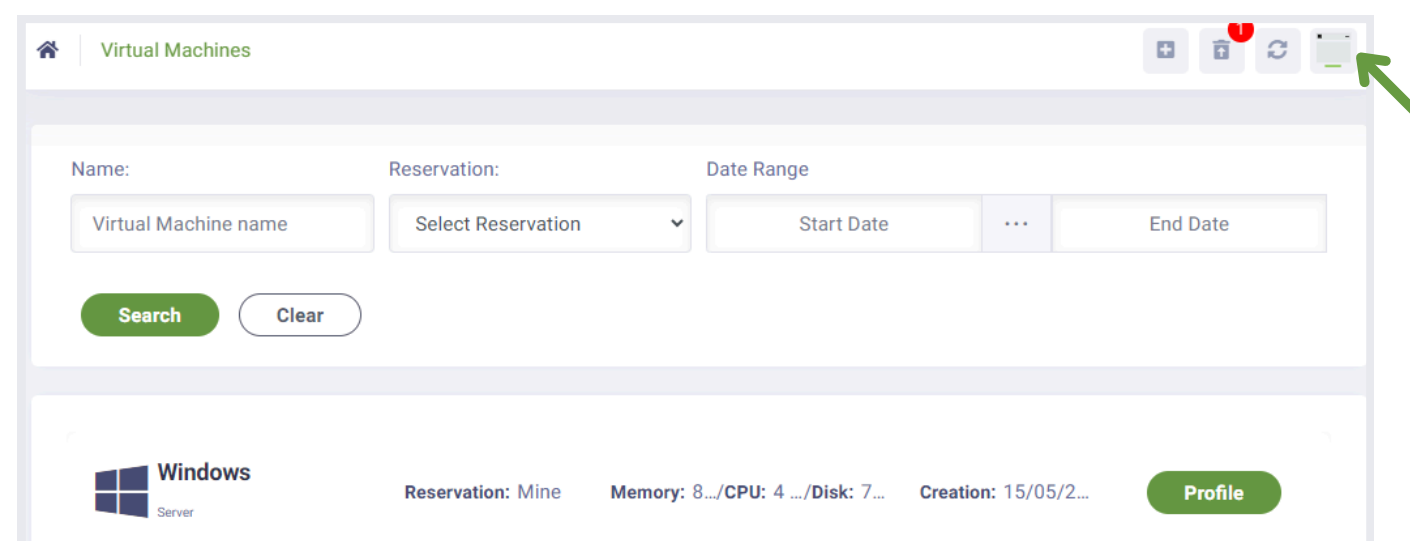 Virtual Machines
1
Name:
Reservation:
Date Range
Virtual Machine name
Select Reservation
Start Date
...
End Date
Search
Clear
Windows
Server
Reservation: Mine
Memory: 8.../CPU: 4 .../Disk: 7...
Creation: 15/05/2...
Profile